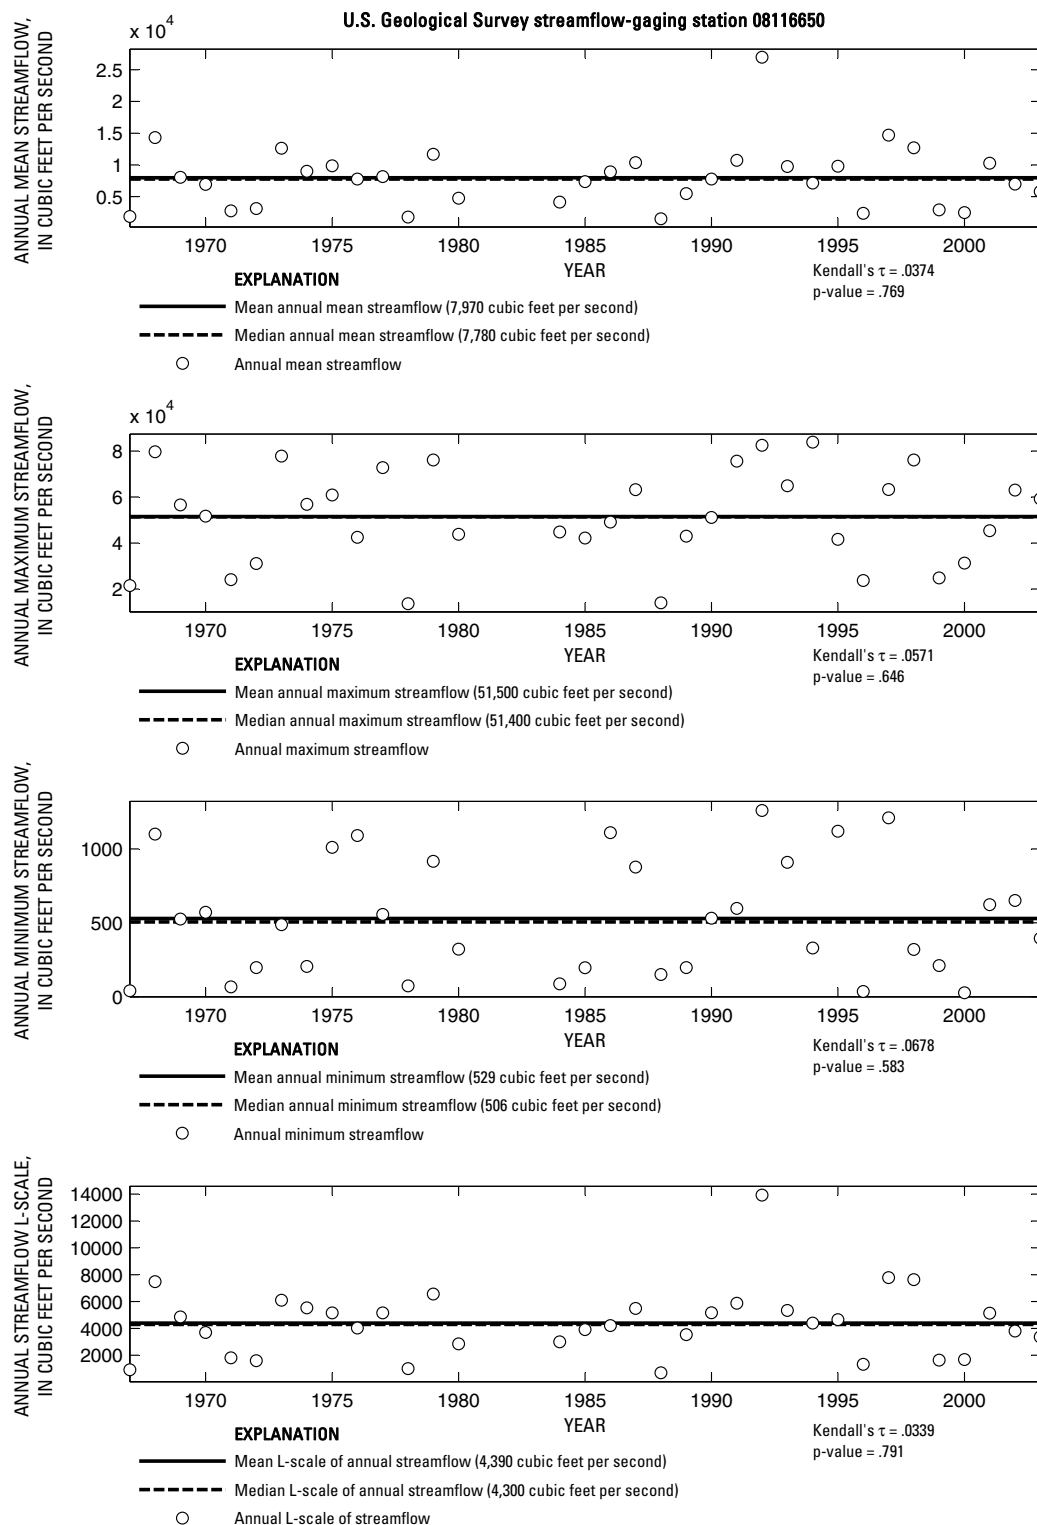 U.S. Geological Survey streamflow-gaging station 08116650
ANNUAL MEAN STREAMFLOW,
IN CUBIC FEET PER SECOND
x 10^4
2.5
2
1.5
1
0.5
1970 1975 1980 1985 1990 1995 2000
YEAR
Kendall's τ = .0374
p-value = .769
EXPLANATION
Mean annual mean streamflow (7,970 cubic feet per second)
Median annual mean streamflow (7,780 cubic feet per second)
Annual mean streamflow
ANNUAL MAXIMUM STREAMFLOW,
IN CUBIC FEET PER SECOND
x 10^4
8
6
4
2
1970 1975 1980 1985 1990 1995 2000
YEAR
Kendall's τ = .0571
p-value = .646
EXPLANATION
Mean annual maximum streamflow (51,500 cubic feet per second)
Median annual maximum streamflow (51,400 cubic feet per second)
Annual maximum streamflow
ANNUAL MINIMUM STREAMFLOW,
IN CUBIC FEET PER SECOND
1000
500
0
1970 1975 1980 1985 1990 1995 2000
YEAR
Kendall's τ = .0678
p-value = .583
EXPLANATION
Mean annual minimum streamflow (529 cubic feet per second)
Median annual minimum streamflow (506 cubic feet per second)
Annual minimum streamflow
ANNUAL STREAMFLOW L-SCALE,
IN CUBIC FEET PER SECOND
14000
12000
10000
8000
6000
4000
2000
1970 1975 1980 1985 1990 1995 2000
YEAR
Kendall's τ = .0339
p-value = .791
EXPLANATION
Mean L-scale of annual streamflow (4,390 cubic feet per second)
Median L-scale of annual streamflow (4,300 cubic feet per second)
Annual L-scale of streamflow